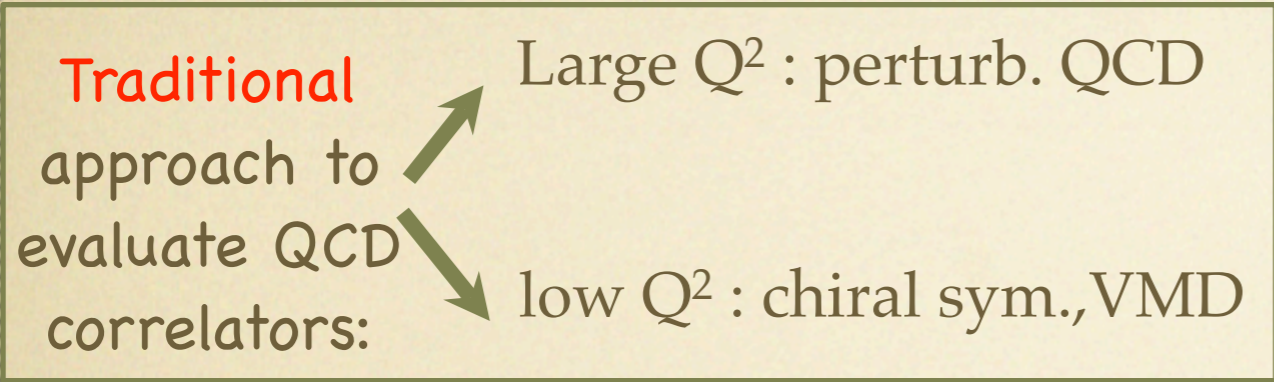 Traditional
approach to
evaluate QCD
correlators:
Large Q² : perturb. QCD
low Q² : chiral sym.,VMD